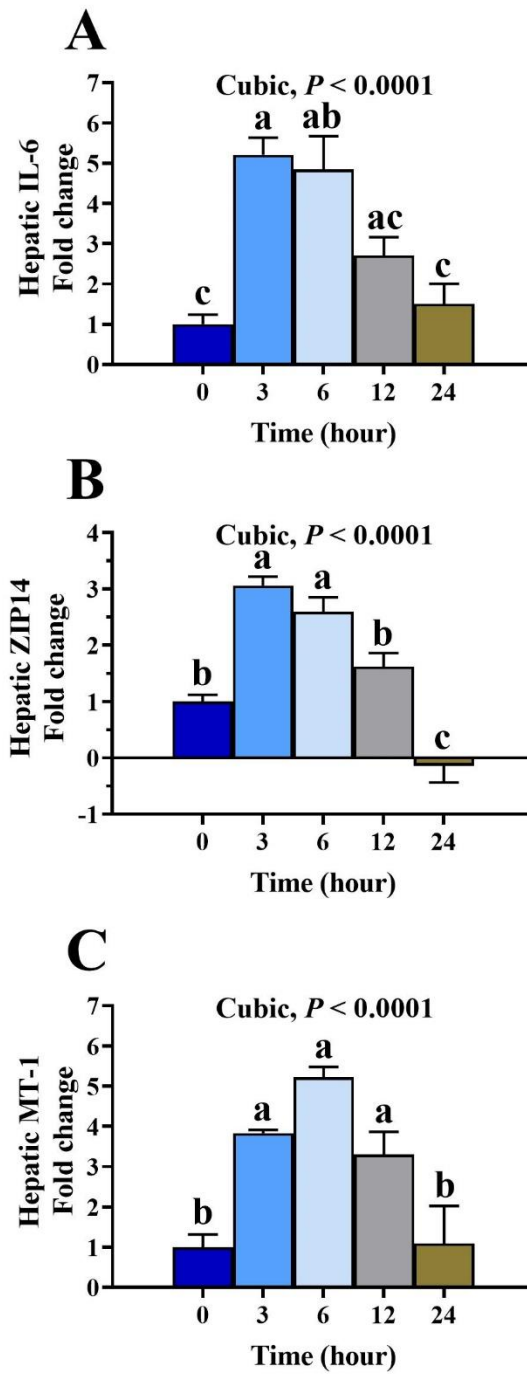 A
Cubic, P < 0.0001
Hepatic IL-6
Fold change
7
6
5
4
3
2
1
0
c
a
ab
ac
c
0 3 6 12 24
Time (hour)
B
Cubic, P < 0.0001
Hepatic ZIP14
Fold change
4
3
2
1
0
-1
b
a
a
b
c
0 3 6 12 24
Time (hour)
C
Cubic, P < 0.0001
Hepatic MT-1
Fold change
7
6
5
4
3
2
1
0
b
a
a
a
b
0 3 6 12 24
Time (hour)